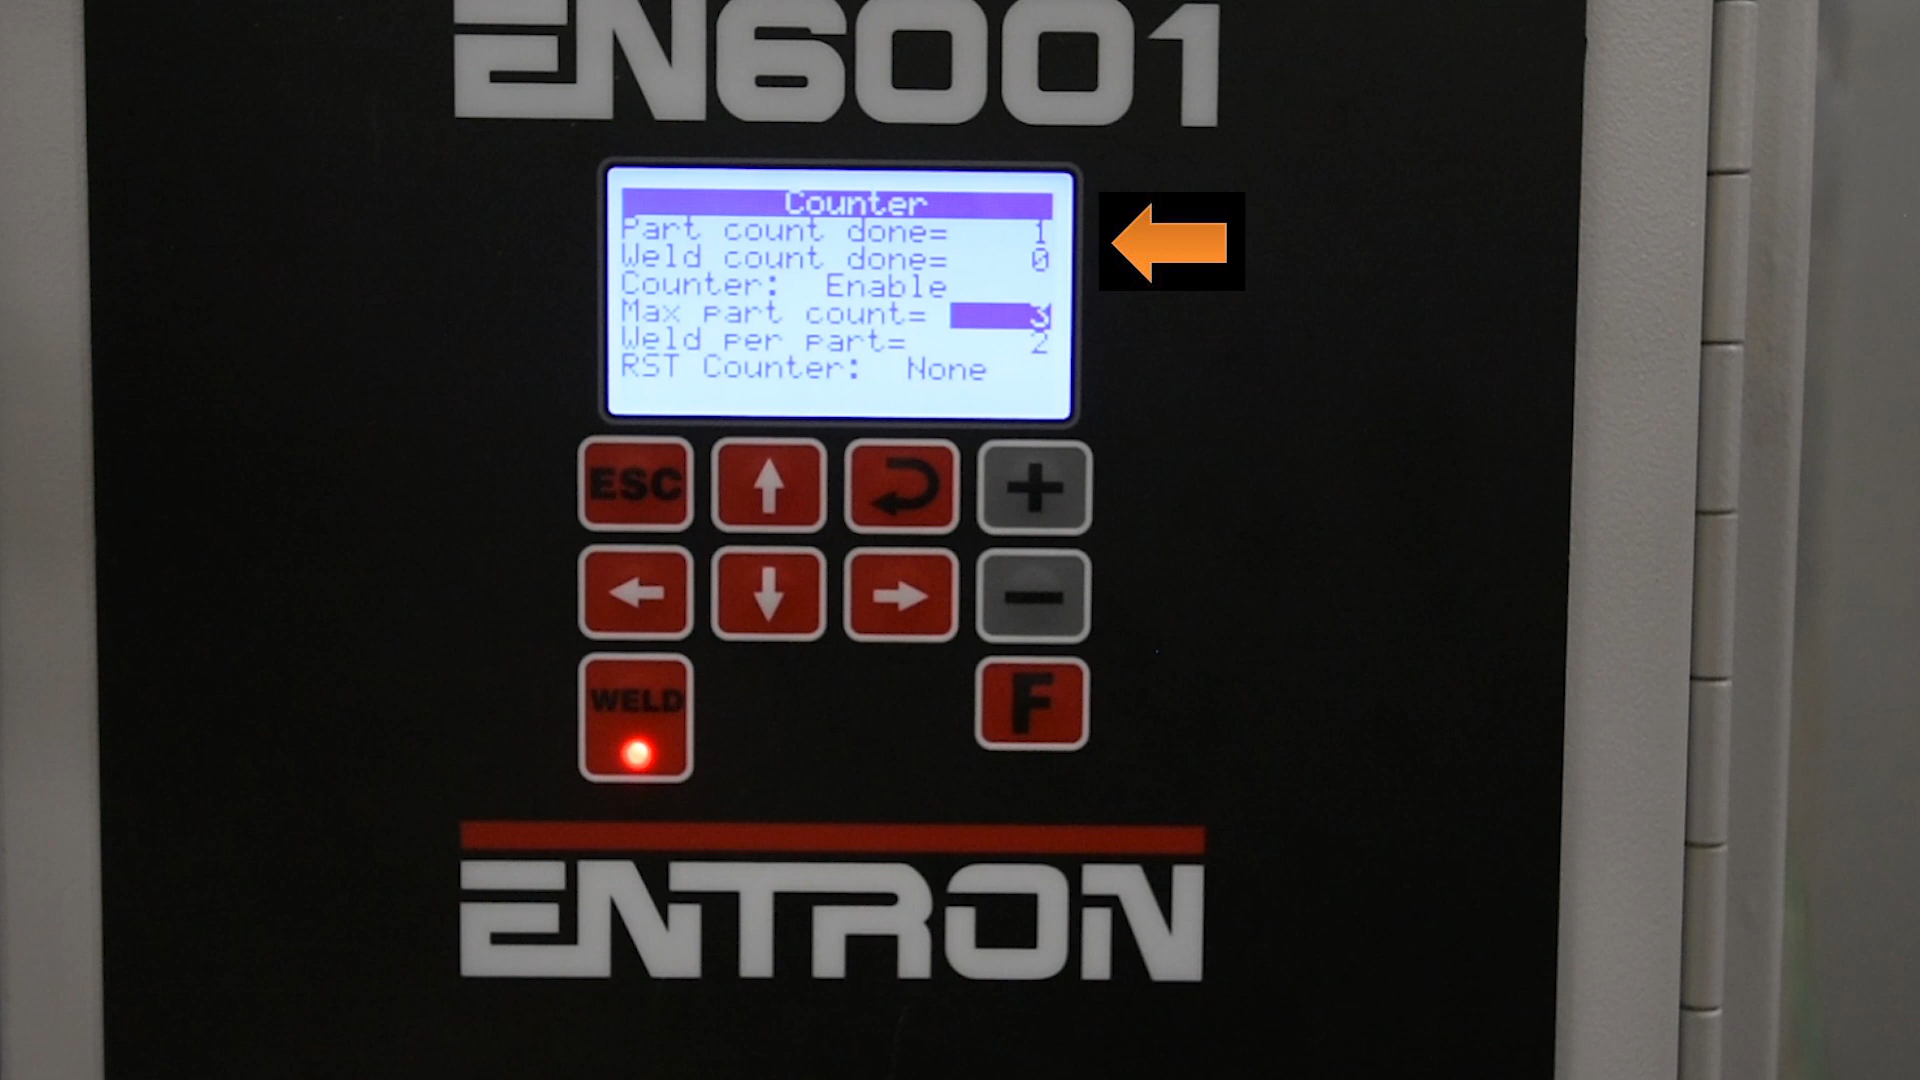 EN6001
Counter
Part count done= 1
Weld count done= 0
Counter: Enable
Max part count= 3
Weld per part= 2
RST Counter: None
ESC
+
-
WELD
F
ENTRON